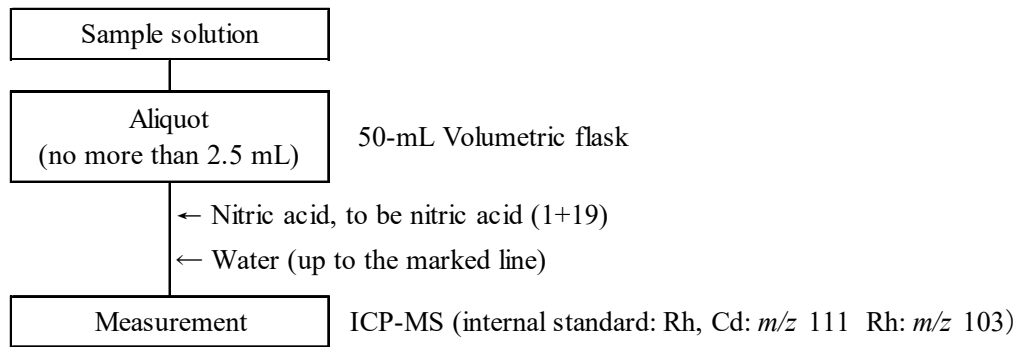 Sample solution
Aliquot
(no more than 2.5 mL)
50-mL Volumetric flask
← Nitric acid, to be nitric acid (1+19)
← Water (up to the marked line)
Measurement
ICP-MS (internal standard: Rh, Cd: m/z 111 Rh: m/z 103)